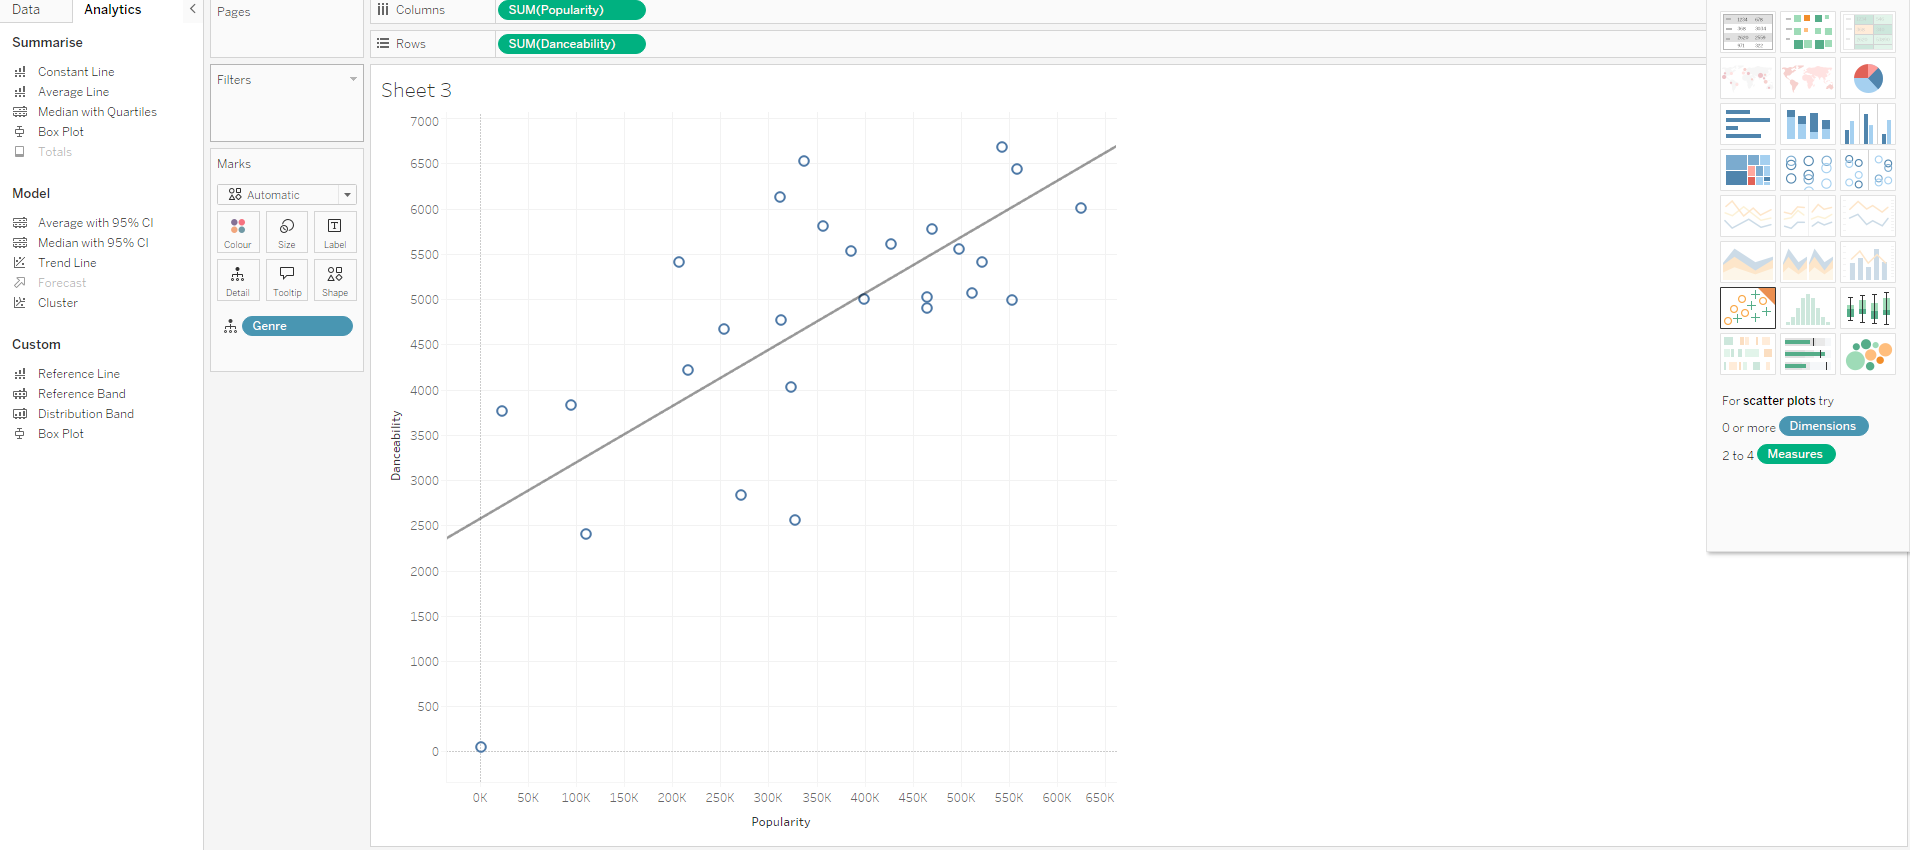 Data Analytics
Summarise
Constant Line
Average Line
Median with Quartiles
Box Plot
Totals
Model
Average with 95% CI
Median with 95% CI
Trend Line
Forecast
Cluster
Custom
Reference Line
Reference Band
Distribution Band
Box Plot
Pages
Filters
Marks
Automatic
Colour Size Label
Detail Tooltip Shape
Genre
Columns SUM(Popularity)
Rows SUM(Danceability)
Sheet 3
7000
6500
6000
5500
5000
4500
4000
3500
3000
2500
2000
1500
1000
500
0
Danceability
0K 50K 100K 150K 200K 250K 300K 350K 400K 450K 500K 550K 600K 650K
Popularity
For scatter plots try
0 or more Dimensions
2 to 4 Measures